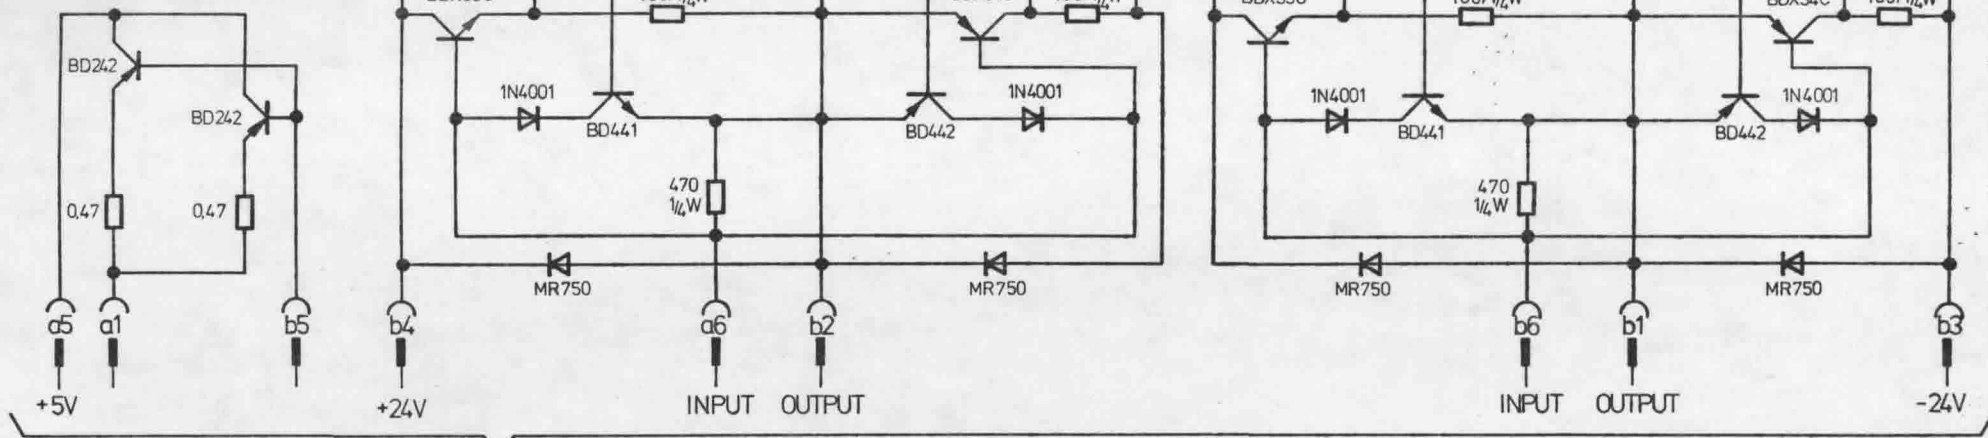 BD242
BD242
0,47
0,47
1N4001
BD441
BD442
1N4001
470
1/4W
MR750
MR750
1N4001
BD441
BD442
1N4001
470
1/4W
MR750
MR750
a5
a1
b5
b4
a6
b2
b6
b1
b3
+5V
+24V
INPUT
OUTPUT
INPUT
OUTPUT
-24V